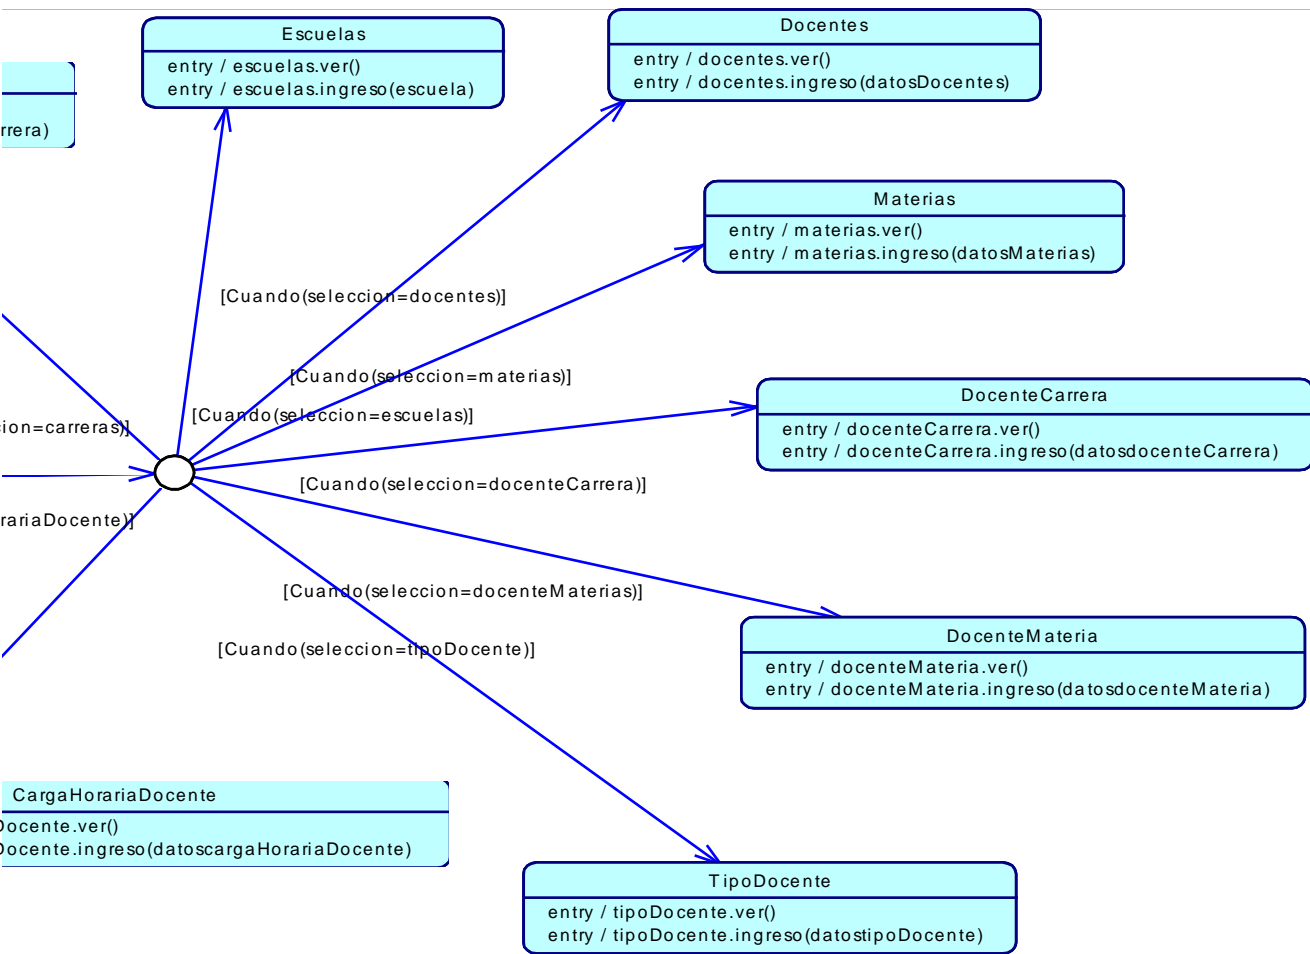 Escuelas
entry / escuelas.ver()
entry / escuelas.ingreso(escuela)
Docentes
entry / docentes.ver()
entry / docentes.ingreso(datosDocentes)
rrera)
Materias
entry / materias.ver()
entry / materias.ingreso(datosMaterias)
[Cuando(seleccion=docentes)]
[Cuando(seleccion=materias)]
[Cuando(seleccion=escuelas)]
cion=carreras)]
DocenteCarrera
entry / docenteCarrera.ver()
entry / docenteCarrera.ingreso(datosdocenteCarrera)
[Cuando(seleccion=docenteCarrera)]
rariaDocente)]
[Cuando(seleccion=docenteMaterias)]
[Cuando(seleccion=tipoDocente)]
DocenteMateria
entry / docenteMateria.ver()
entry / docenteMateria.ingreso(datosdocenteMateria)
CargaHorariaDocente
Docente.ver()
Docente.ingreso(datoscargaHorariaDocente)
TipoDocente
entry / tipoDocente.ver()
entry / tipoDocente.ingreso(datostipoDocente)